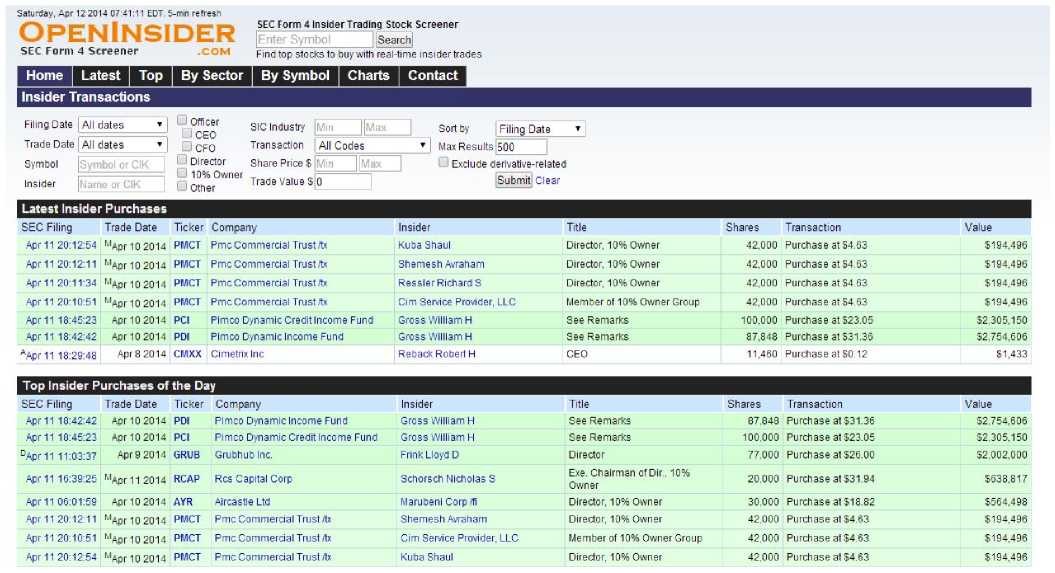 Saturday, Apr 12 2014 07:41:11 EDT, 5-min refresh
OPENINSIDER
SEC Form 4 Screener .COM
SEC Form 4 Insider Trading Stock Screener
Enter Symbol Search
Find top stocks to buy with real-time insider trades
Home Latest Top By Sector By Symbol Charts Contact
Insider Transactions
Filing Date All dates Officer SIC Industry Min Max Sort by Filing Date
CEO
Trade Date All dates CFO Transaction All Codes Max Results 500
Symbol Symbol or CIK Director Share Price $ Min Max Exclude derivative-related
10% Owner
Insider Name or CIK Other Trade Value $ 0 Submit Clear
Latest Insider Purchases
SEC Filing Trade Date Ticker Company Insider Title Shares Transaction Value
Apr 11 20:12:54 M Apr 10 2014 PMCT Pmc Commercial Trust /tx Kuba Shaul Director, 10% Owner 42,000 Purchase at $4.63 $194,496
Apr 11 20:12:11 M Apr 10 2014 PMCT Pmc Commercial Trust /tx Shemesh Avraham Director, 10% Owner 42,000 Purchase at $4.63 $194,496
Apr 11 20:11:34 M Apr 10 2014 PMCT Pmc Commercial Trust /tx Ressler Richard S Director, 10% Owner 42,000 Purchase at $4.63 $194,496
Apr 11 20:10:51 M Apr 10 2014 PMCT Pmc Commercial Trust /tx Cim Service Provider, LLC Member of 10% Owner Group 42,000 Purchase at $4.63 $194,496
Apr 11 18:45:23 Apr 10 2014 PCI Pimco Dynamic Credit Income Fund Gross William H See Remarks 100,000 Purchase at $23.05 $2,305,150
Apr 11 18:42:42 Apr 10 2014 PDI Pimco Dynamic Income Fund Gross William H See Remarks 87,848 Purchase at $31.36 $2,754,606
A Apr 11 18:29:48 Apr 8 2014 CMXX Cimetrix Inc Reback Robert H CEO 11,460 Purchase at $0.12 $1,433
Top Insider Purchases of the Day
SEC Filing Trade Date Ticker Company Insider Title Shares Transaction Value
Apr 11 18:42:42 Apr 10 2014 PDI Pimco Dynamic Income Fund Gross William H See Remarks 87,848 Purchase at $31.36 $2,754,606
Apr 11 18:45:23 Apr 10 2014 PCI Pimco Dynamic Credit Income Fund Gross William H See Remarks 100,000 Purchase at $23.05 $2,305,150
D Apr 11 11:03:37 Apr 9 2014 GRUB Grubhub Inc. Frink Lloyd D Director 77,000 Purchase at $26.00 $2,002,000
Apr 11 16:39:25 M Apr 11 2014 RCAP Rcs Capital Corp Schorsch Nicholas S Exe. Chairman of Dir., 10% Owner 20,000 Purchase at $31.94 $638,817
Apr 11 06:01:59 Apr 10 2014 AYR Aircastle Ltd Marubeni Corp /fi Director, 10% Owner 30,000 Purchase at $18.82 $564,498
Apr 11 20:12:11 M Apr 10 2014 PMCT Pmc Commercial Trust /tx Shemesh Avraham Director, 10% Owner 42,000 Purchase at $4.63 $194,496
Apr 11 20:10:51 M Apr 10 2014 PMCT Pmc Commercial Trust /tx Cim Service Provider, LLC Member of 10% Owner Group 42,000 Purchase at $4.63 $194,496
Apr 11 20:12:54 M Apr 10 2014 PMCT Pmc Commercial Trust /tx Kuba Shaul Director, 10% Owner 42,000 Purchase at $4.63 $194,496